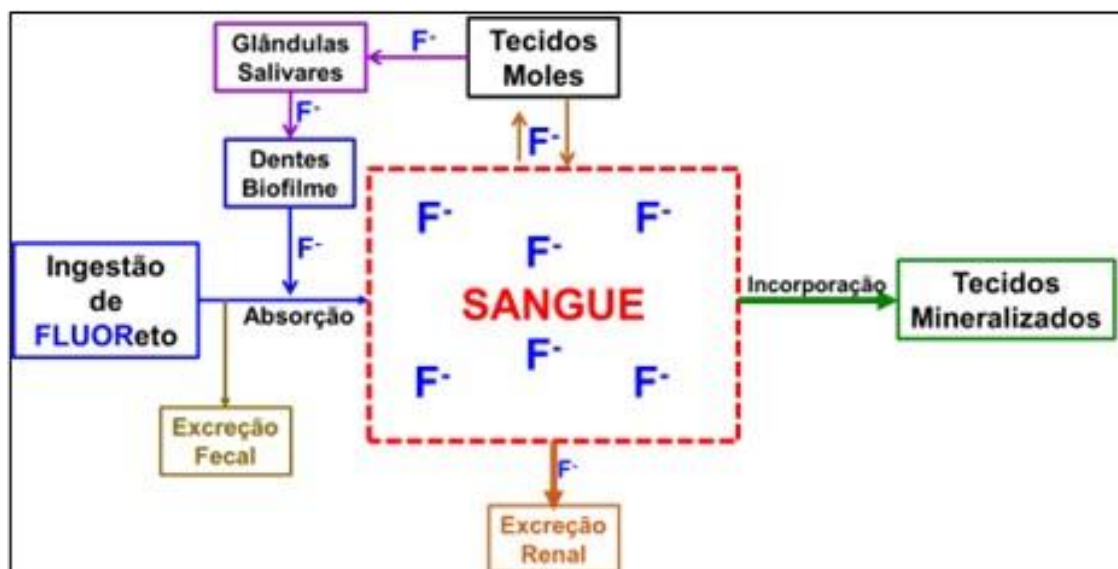 Glândulas
Salivares
F-
Tecidos
Moles
F-
F-
Dentes
Biofilme
F-
Ingestão
de
FLUOReto
Absorção
Excreção
Fecal
F- F-
F-
SANGUE
F-
F- F-
Incorporação
Tecidos
Mineralizados
F-
Excreção
Renal